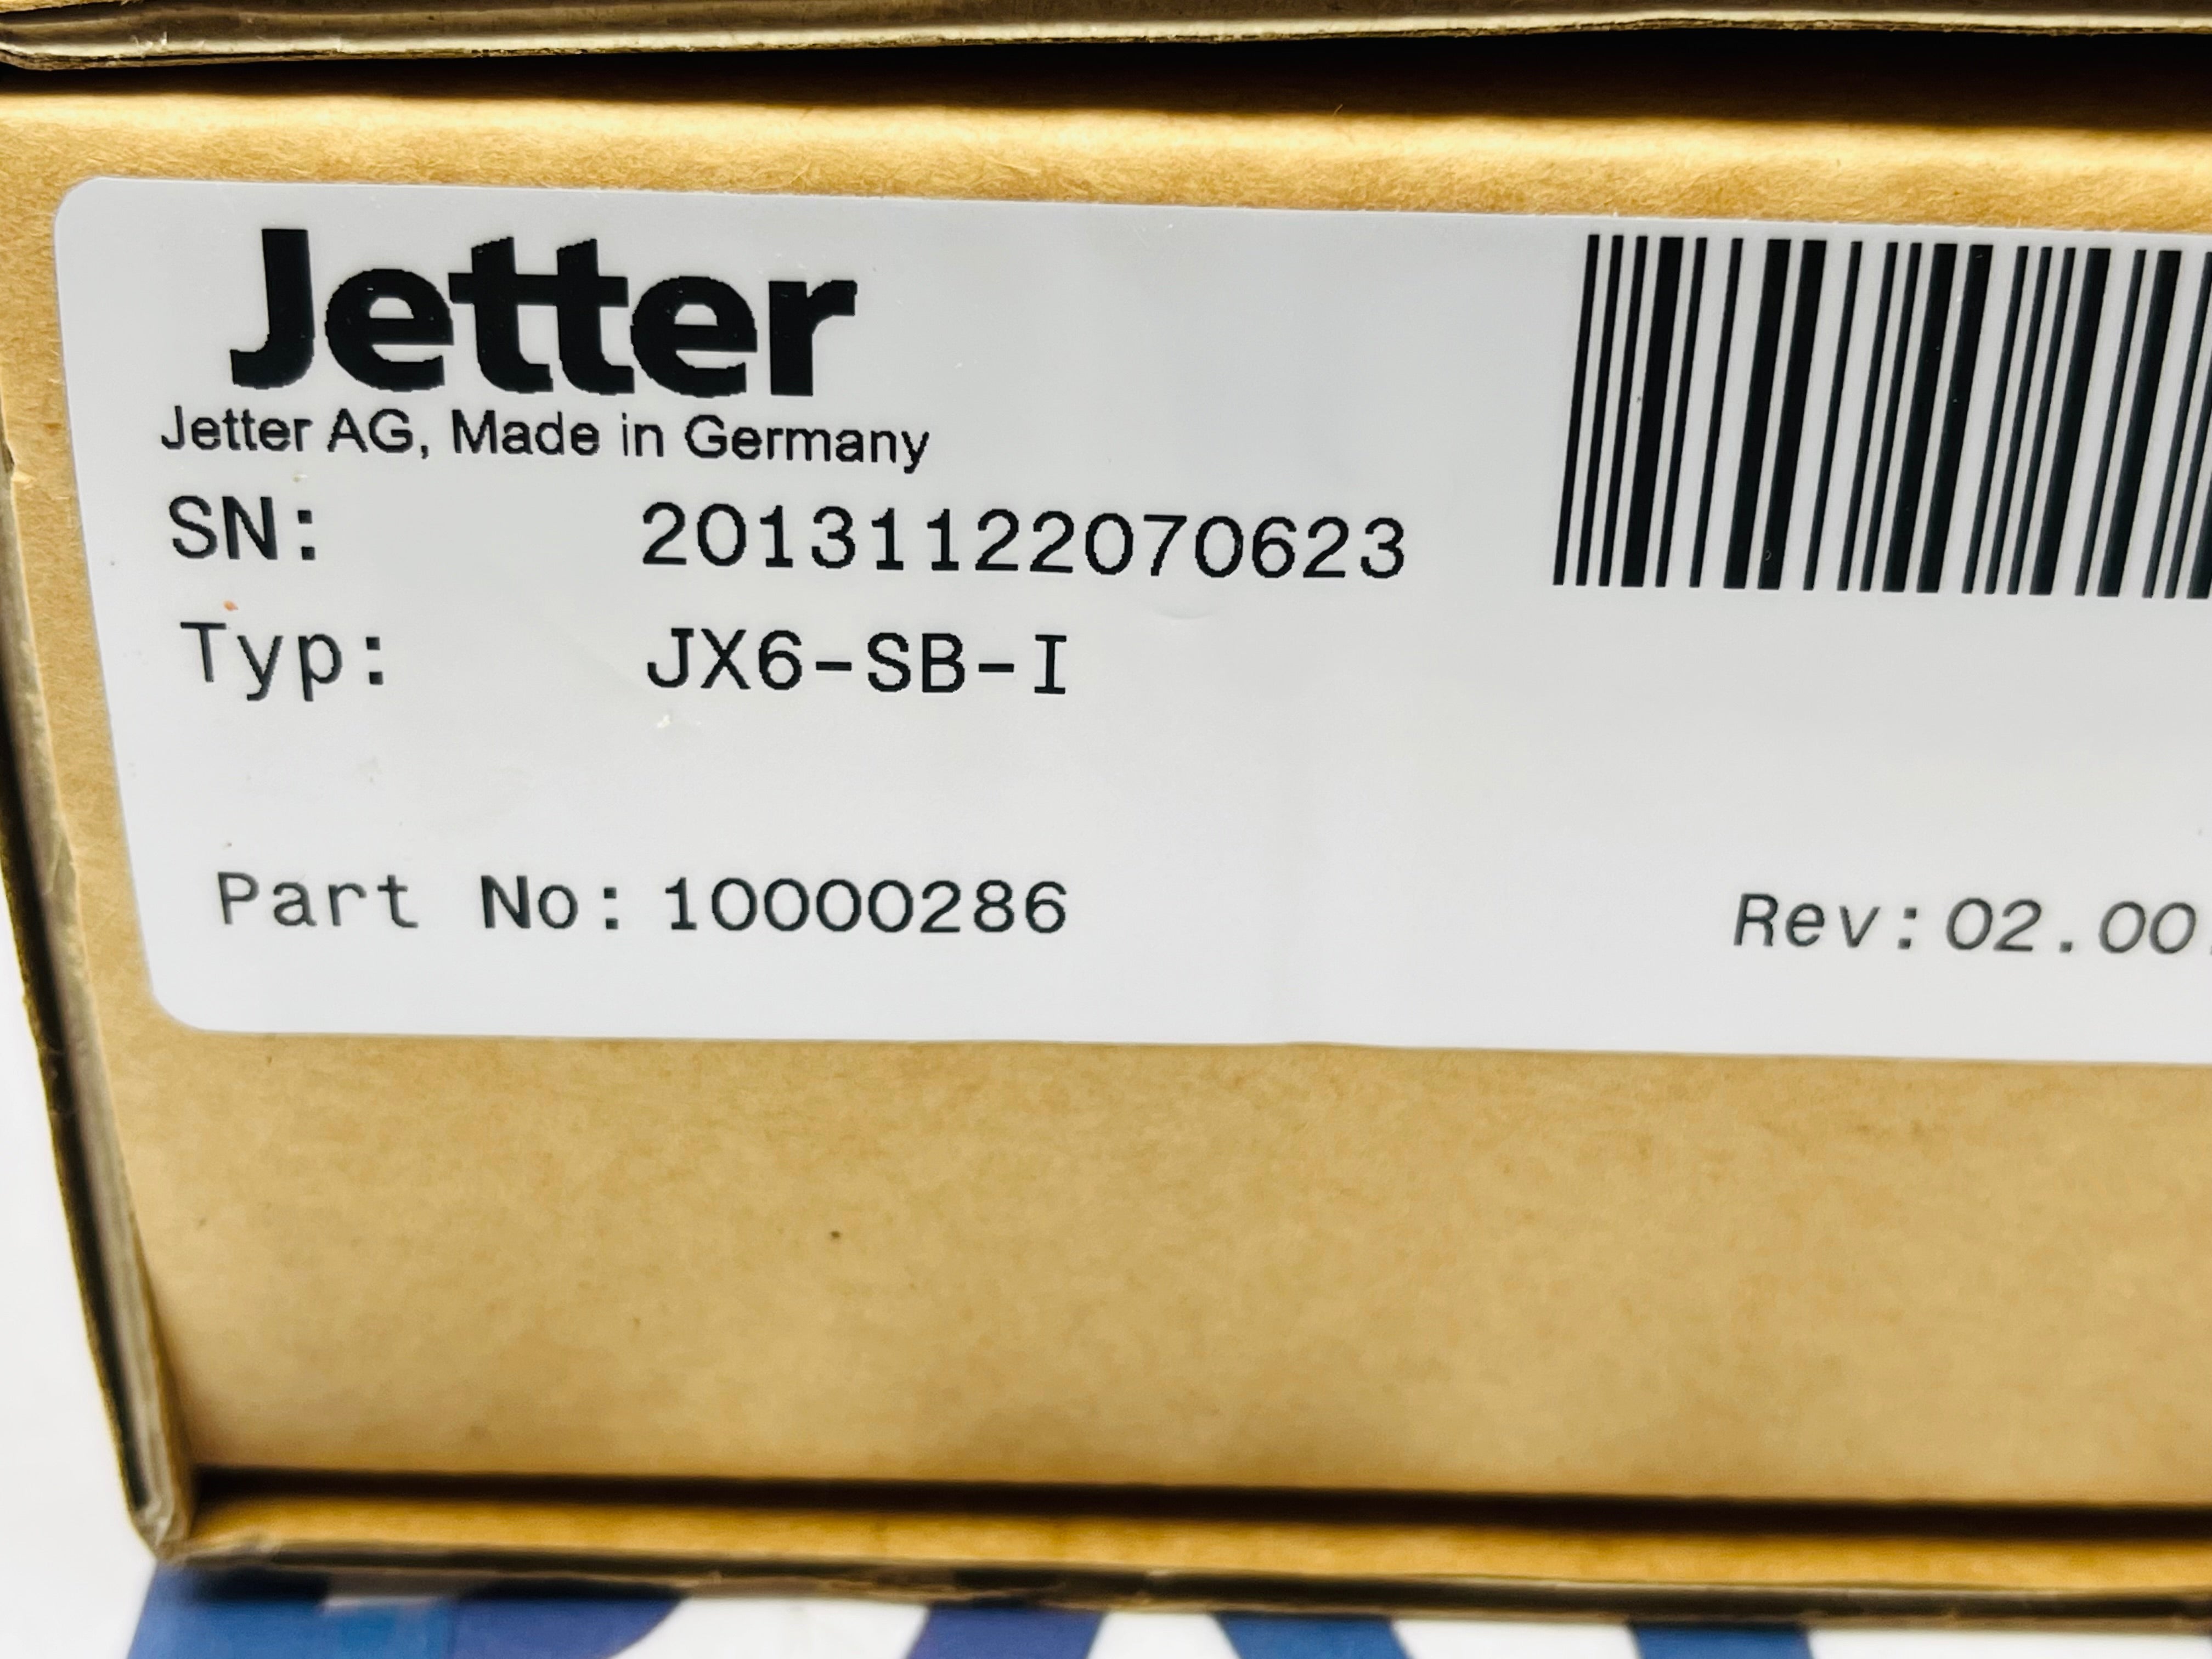 Jetter
Jetter AG, Made in Germany
SN: 20131122070623
Typ: JX6-SB-I
Part No: 10000286
Rev: 02.00